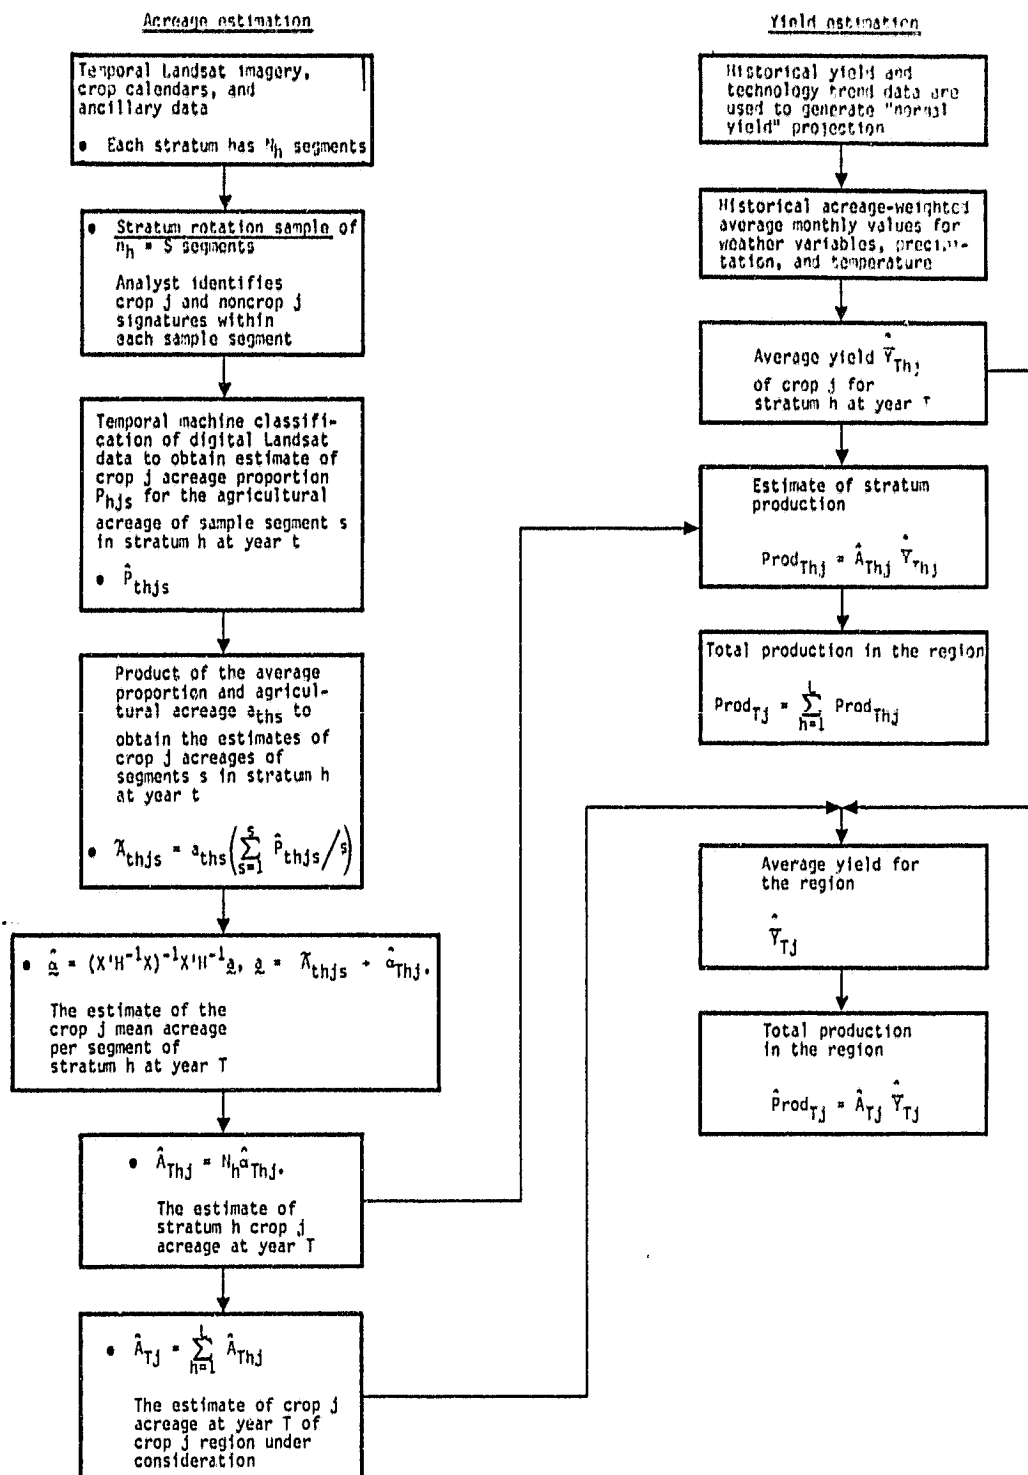 Acreage estimation
Temporal Landsat imagery,
crop calendars, and
ancillary data
• Each stratum has N_h segments
• Stratum rotation sample of
n_h = S segments
Analyst identifies
crop j and noncrop j
signatures within
each sample segment
Temporal machine classifi-
cation of digital Landsat
data to obtain estimate of
crop j acreage proportion
P_hjs for the agricultural
acreage of sample segment s
in stratum h at year t
• P̂_thjs
Product of the average
proportion and agricul-
tural acreage a_ths to
obtain the estimates of
crop j acreages of
segments s in stratum h
at year t
• Ã_thjs = a_ths(∑_{s=1}^{s} P̂_thjs/s)
• α̂ = (X'H⁻¹X)⁻¹X'H⁻¹a, a = Ã_thjs + α̂_Thj.
The estimate of the
crop j mean acreage
per segment of
stratum h at year T
• Â_Thj = N_h α̂_Thj.
The estimate of
stratum h crop j
acreage at year T
• Â_Tj = ∑_{h=1}^{L} Â_Thj
The estimate of crop j
acreage at year T of
crop j region under
consideration
Yield estimation
Historical yield and
technology trend data are
used to generate "normal
yield" projection
Historical acreage-weighted
average monthly values for
weather variables, precipi-
tation, and temperature
Average yield Ȳ̂_Thj
of crop j for
stratum h at year T
Estimate of stratum
production
Prod_Thj = Â_Thj Ȳ̂_Thj
Total production in the region
Prod_Tj = ∑_{h=1}^{L} Prod_Thj
Average yield for
the region
Ȳ̂_Tj
Total production
in the region
P̂rod_Tj = Â_Tj Ȳ̂_Tj